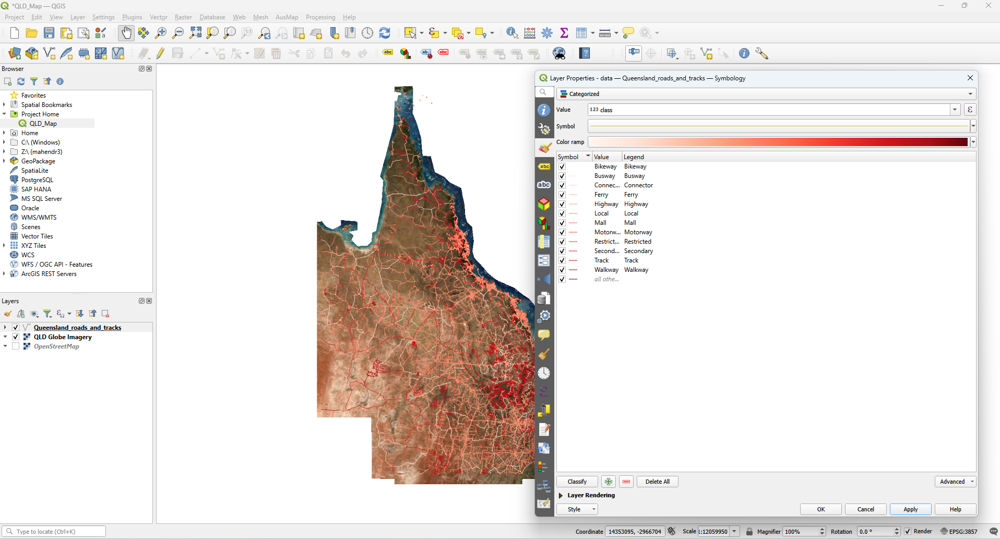 *QLD_Map — QGIS
Project Edit View Layer Settings Plugins Vector Raster Database Web Mesh AusMap Processing Help
Browser
Favorites
Spatial Bookmarks
Project Home
QLD_Map
Home
C:\ (Windows)
Z:\ (mahendr3)
GeoPackage
SpatiaLite
PostgreSQL
SAP HANA
MS SQL Server
Oracle
WMS/WMTS
Scenes
Vector Tiles
XYZ Tiles
WCS
WFS / OGC API - Features
ArcGIS REST Servers
Layers
Queensland_roads_and_tracks
QLD Globe Imagery
OpenStreetMap
Layer Properties - data — Queensland_roads_and_tracks — Symbology
Categorized
Value 123 class ε
Symbol
Color ramp
Symbol Value Legend
Bikeway Bikeway
Busway Busway
Connec... Connector
Ferry Ferry
Highway Highway
Local Local
Mall Mall
Motorw... Motorway
Restrict... Restricted
Second... Secondary
Track Track
Walkway Walkway
all othe...
Classify Delete All Advanced
Layer Rendering
Style OK Cancel Apply Help
Type to locate (Ctrl+K)
Coordinate 14353095, -2966704 Scale 1:12059950 Magnifier 100% Rotation 0.0 ° Render EPSG:3857